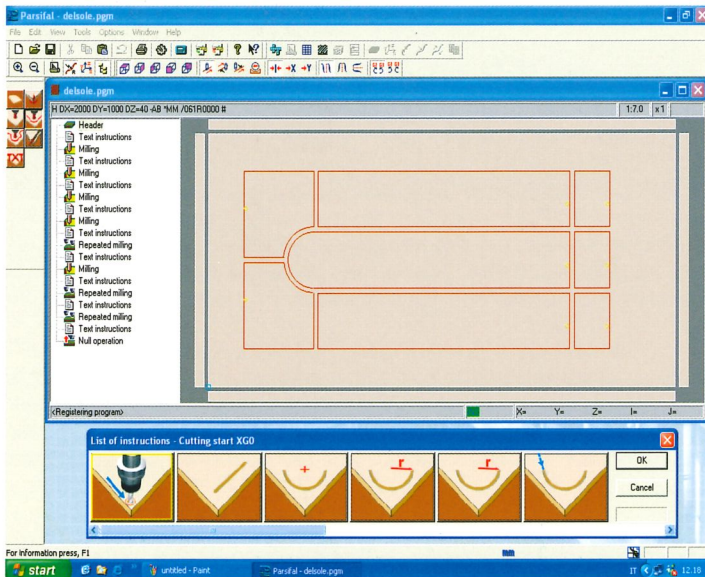 Parsifal - delsole.pgm
File Edit View Tools Options Window Help
delsole.pgm
H DX=2000 DY=1000 DZ=40 -AB *MM /061R0000 #
1:7.0 x1
Header
Text instructions
Milling
Text instructions
Milling
Text instructions
Milling
Text instructions
Milling
Text instructions
Repeated milling
Text instructions
Milling
Text instructions
Repeated milling
Text instructions
Repeated milling
Text instructions
Null operation
TXT
<Registering program>
X= Y= Z= I= J=
List of instructions - Cutting start XG0
r
r
OK
Cancel
For Information press, F1
mm
start
untitled - Paint
Parsifal - delsole.pgm
IT
12.18